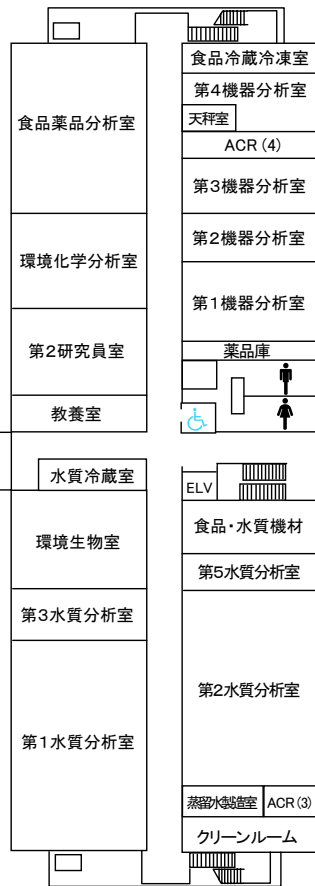 食品冷蔵冷凍室
第4機器分析室
天秤室
食品薬品分析室
ACR(4)
第3機器分析室
第2機器分析室
環境化学分析室
第1機器分析室
第2研究員室
薬品庫
教養室
水質冷蔵室
ELV
食品・水質機材
環境生物室
第5水質分析室
第3水質分析室
第2水質分析室
第1水質分析室
蒸留水製造室
ACR(3)
クリーンルーム